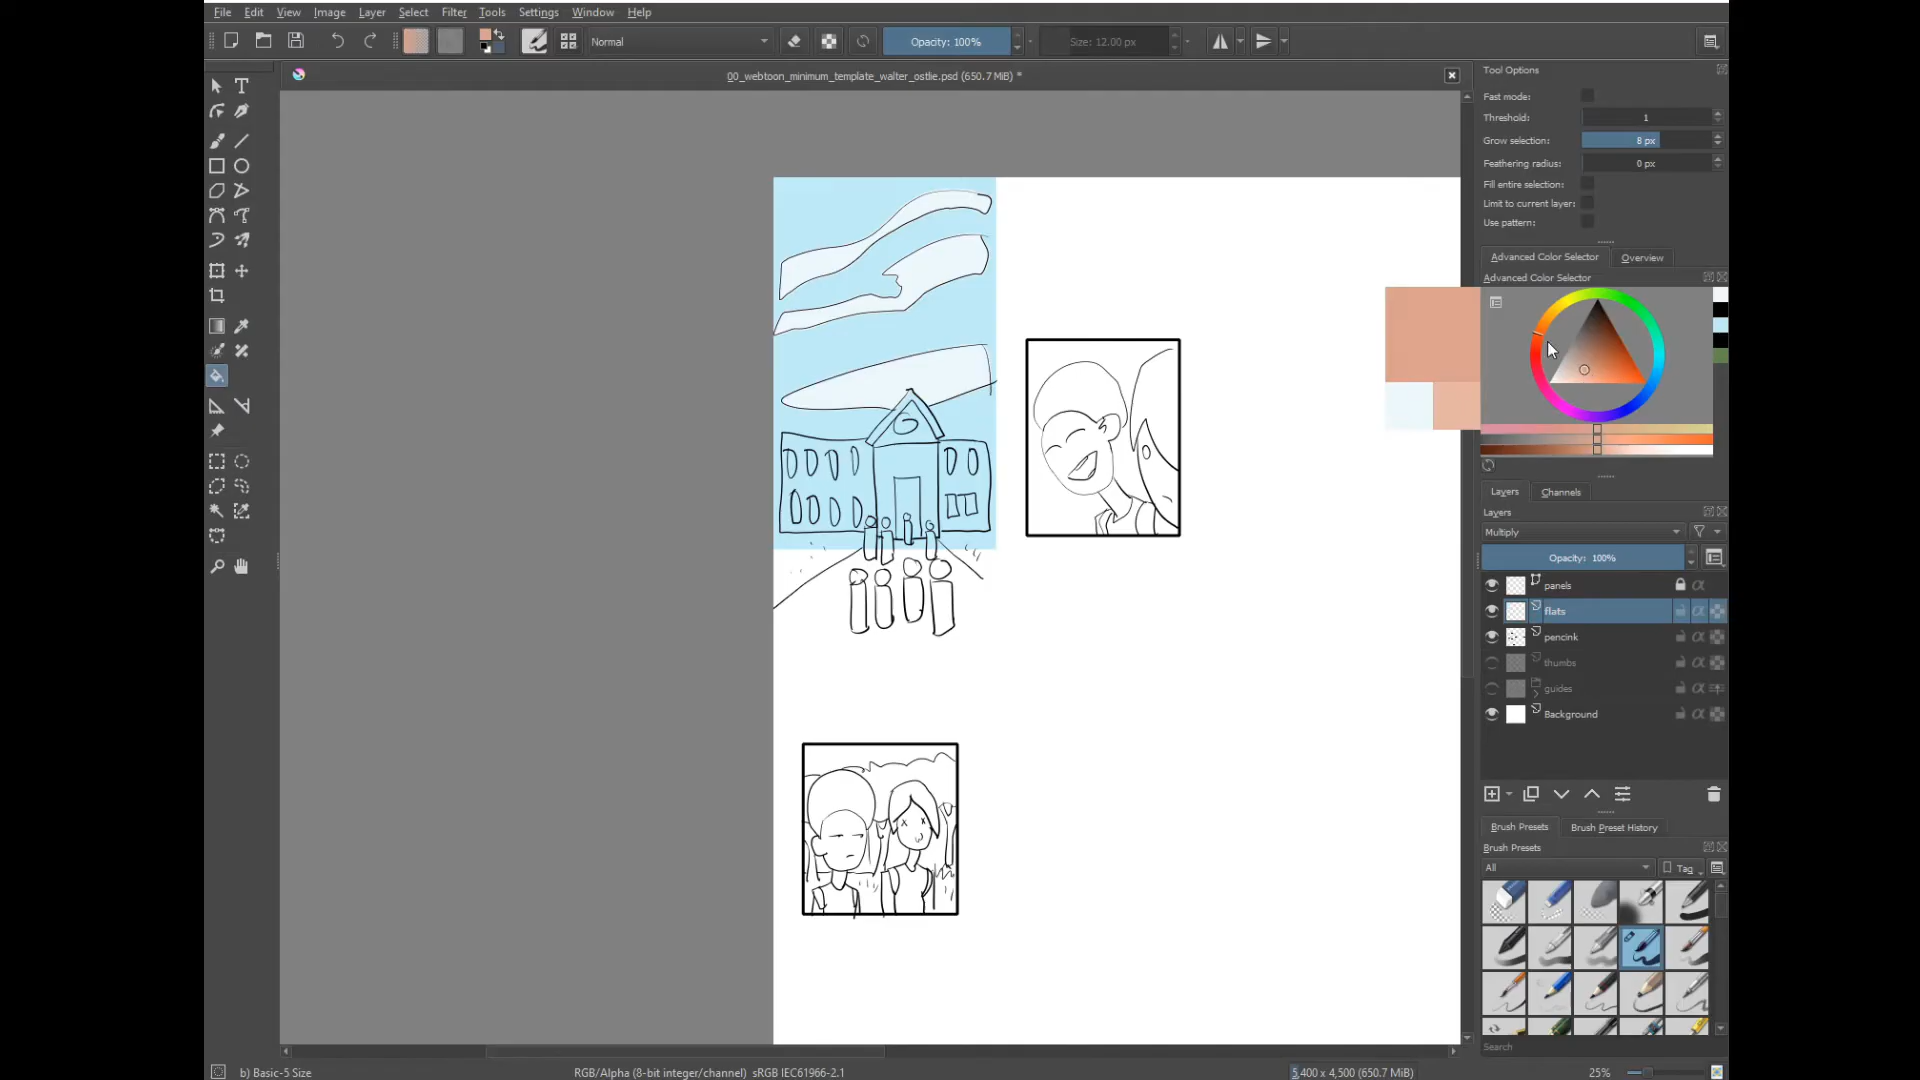 File Edit View Image Layer Select Filter Tools Settings Window Help
Normal Opacity: 100% Size: 12.00 px
00_webtoon_minimum_template_walter_ostlie.psd (650.7 MiB) *
Tool Options
Fast mode:
Threshold: 1
Grow selection: 8 px
Feathering radius: 0 px
Fill entire selection:
Limit to current layer:
Use pattern:
Advanced Color Selector Overview
Advanced Color Selector
Layers Channels
Layers
Multiply
Opacity: 100%
panels
flats
pencink
thumbs
guides
Background
Brush Presets Brush Preset History
Brush Presets
All Tag
Search
b) Basic-5 Size RGB/Alpha (8-bit integer/channel) sRGB IEC61966-2.1 5,400 x 4,500 (650.7 MiB) 25%